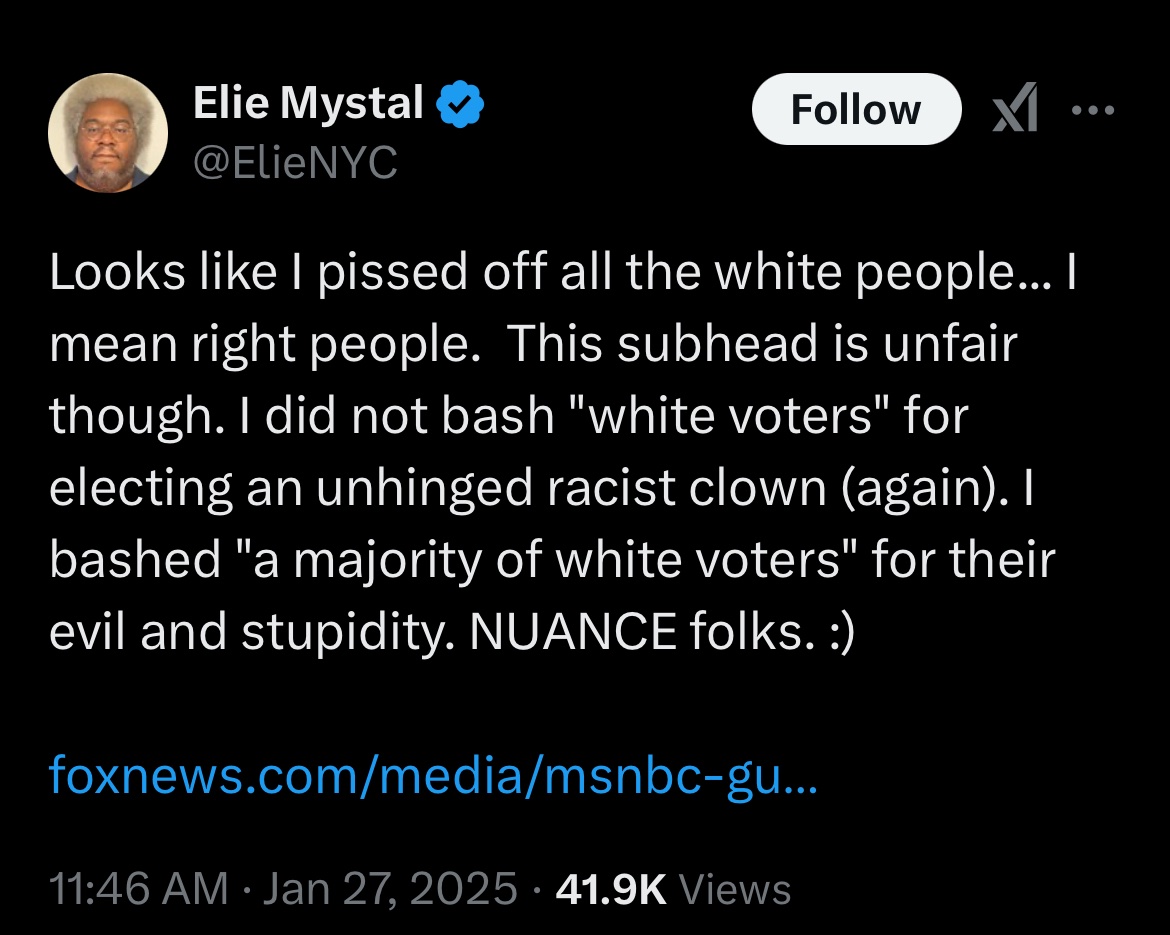 Elie Mystal
@ElieNYC
Follow
Looks like I pissed off all the white people... I
mean right people.  This subhead is unfair
though. I did not bash "white voters" for
electing an unhinged racist clown (again). I
bashed "a majority of white voters" for their
evil and stupidity. NUANCE folks. :)
foxnews.com/media/msnbc-gu...
11:46 AM · Jan 27, 2025 · 41.9K Views